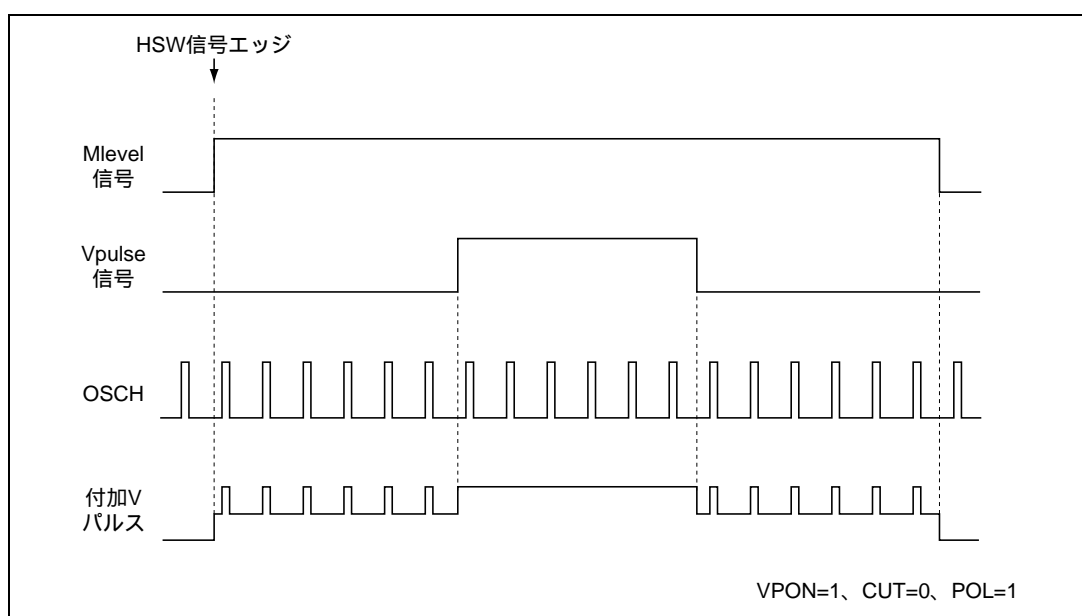 HSW信号エッジ
Mlevel
信号
Vpulse
信号
OSCH
付加V
パルス
VPON=1、CUT=0、POL=1